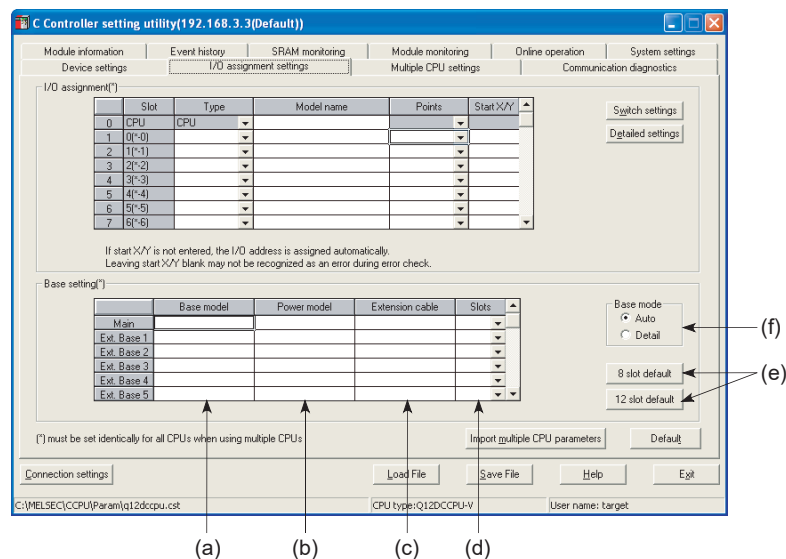 C Controller setting utility(192.168.3.3(Default))
Module information Event history SRAM monitoring Module monitoring Online operation System settings
Device settings I/O assignment settings Multiple CPU settings Communication diagnostics
I/O assignment(*)
Slot Type Model name Points Start X/Y
0 CPU CPU
1 0(*-0)
2 1(*-1)
3 2(*-2)
4 3(*-3)
5 4(*-4)
6 5(*-5)
7 6(*-6)
Switch settings
Detailed settings
If start X/Y is not entered, the I/O address is assigned automatically.
Leaving start X/Y blank may not be recognized as an error during error check.
Base setting(*)
Base model Power model Extension cable Slots
Main
Ext. Base 1
Ext. Base 2
Ext. Base 3
Ext. Base 4
Ext. Base 5
Base mode
Auto
Detail
(f)
8 slot default
(e)
12 slot default
(*) must be set identically for all CPUs when using multiple CPUs
Import multiple CPU parameters
Default
Connection settings Load File Save File Help Exit
C:\MELSEC\CCPU\Param\q12dccpu.cst CPU type:Q12DCCPU-V User name: target
(a) (b) (c) (d)